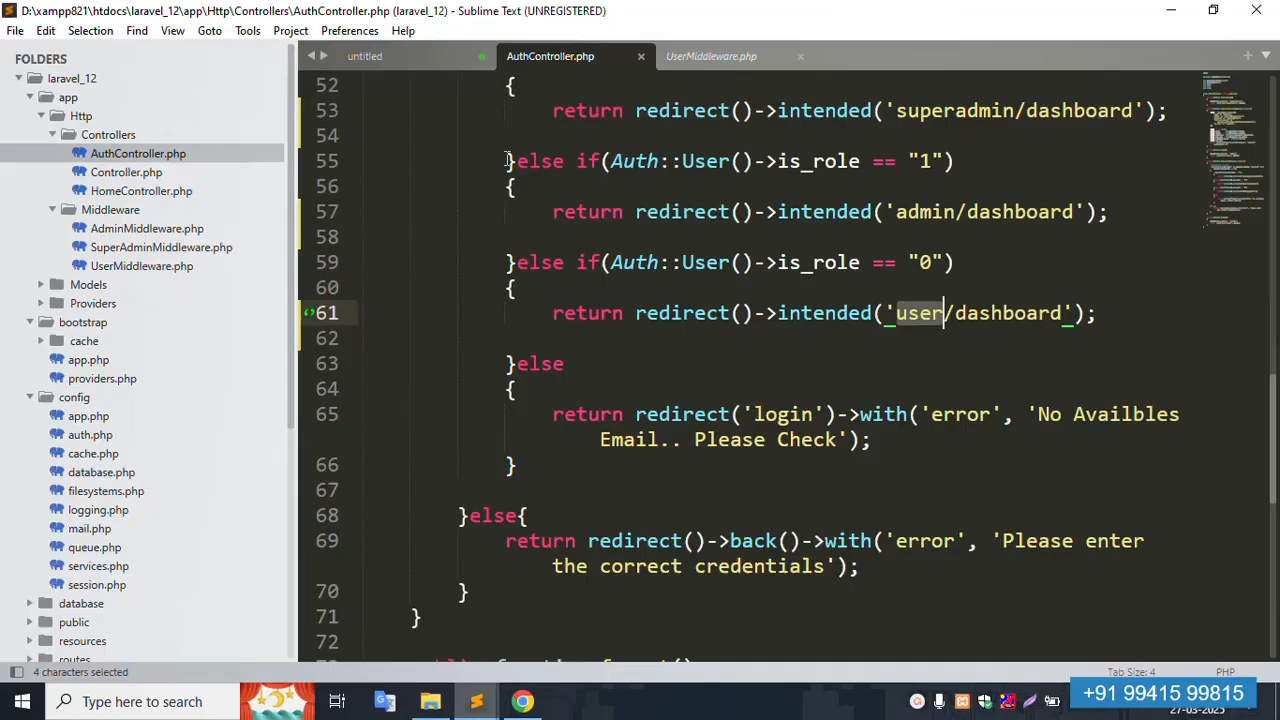 D:\xampp821\htdocs\laravel_12\app\Http\Controllers\AuthController.php (laravel_12) - Sublime Text (UNREGISTERED)
File Edit Selection Find View Goto Tools Project Preferences Help
FOLDERS
laravel_12
app
Http
Controllers
AuthController.php
Controller.php
HomeController.php
Middleware
AdminMiddleware.php
SuperAdminMiddleware.php
UserMiddleware.php
Models
Providers
bootstrap
cache
app.php
providers.php
config
app.php
auth.php
cache.php
database.php
filesystems.php
logging.php
mail.php
queue.php
services.php
session.php
database
public
resources
routes
untitled AuthController.php UserMiddleware.php
52 {
53 return redirect()->intended('superadmin/dashboard');
54
55 }else if(Auth::User()->is_role == "1")
56 {
57 return redirect()->intended('admin/dashboard');
58
59 }else if(Auth::User()->is_role == "0")
60 {
61 return redirect()->intended('user/dashboard');
62
63 }else
64 {
65 return redirect('login')->with('error', 'No Availbles
Email.. Please Check');
66 }
67
68 }else{
69 return redirect()->back()->with('error', 'Please enter
the correct credentials');
70 }
71 }
72
4 characters selected Tab Size: 4 PHP
Type here to search
+91 99415 99815
27-03-2025